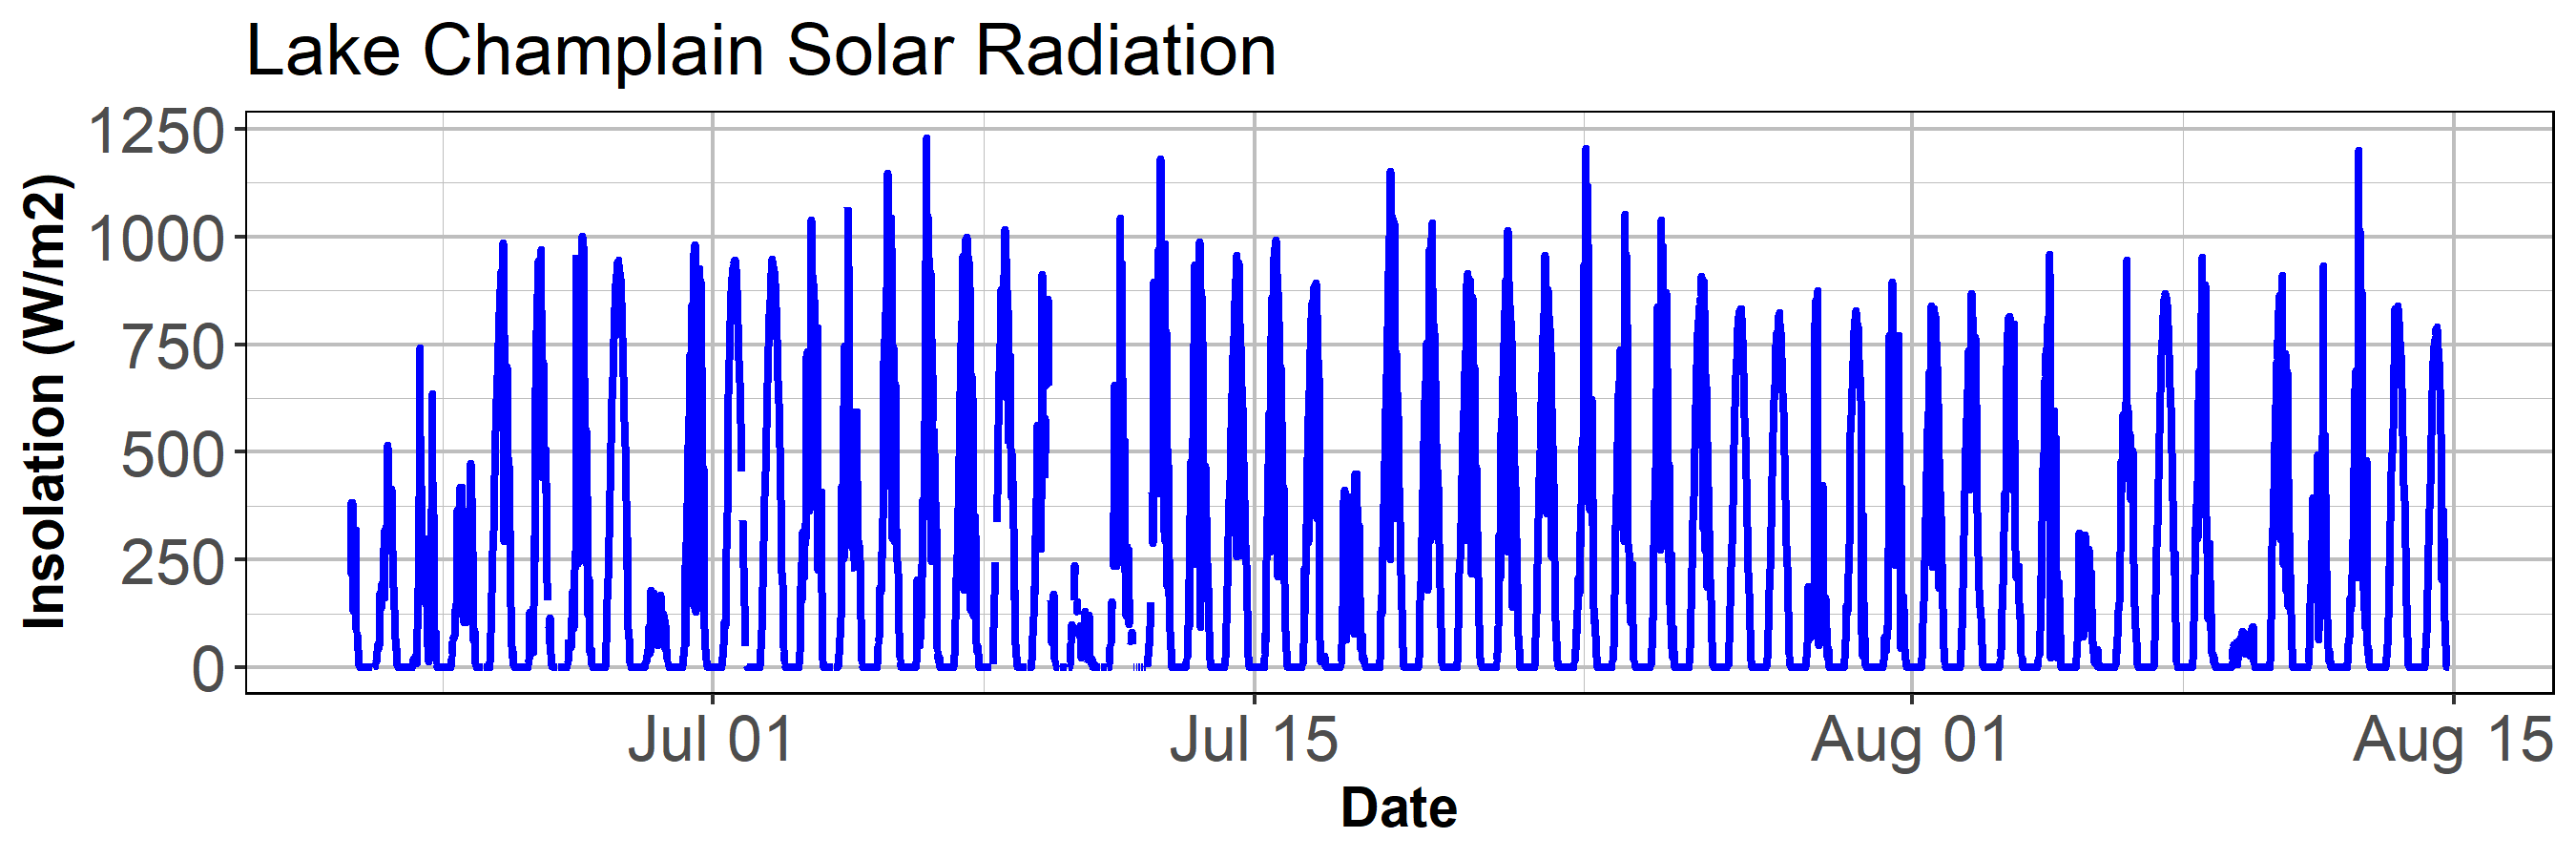 Lake Champlain Solar Radiation
1250
1000
750
500
250
0
Insolation (W/m2)
Jul 01
Jul 15
Aug 01
Aug 15
Date